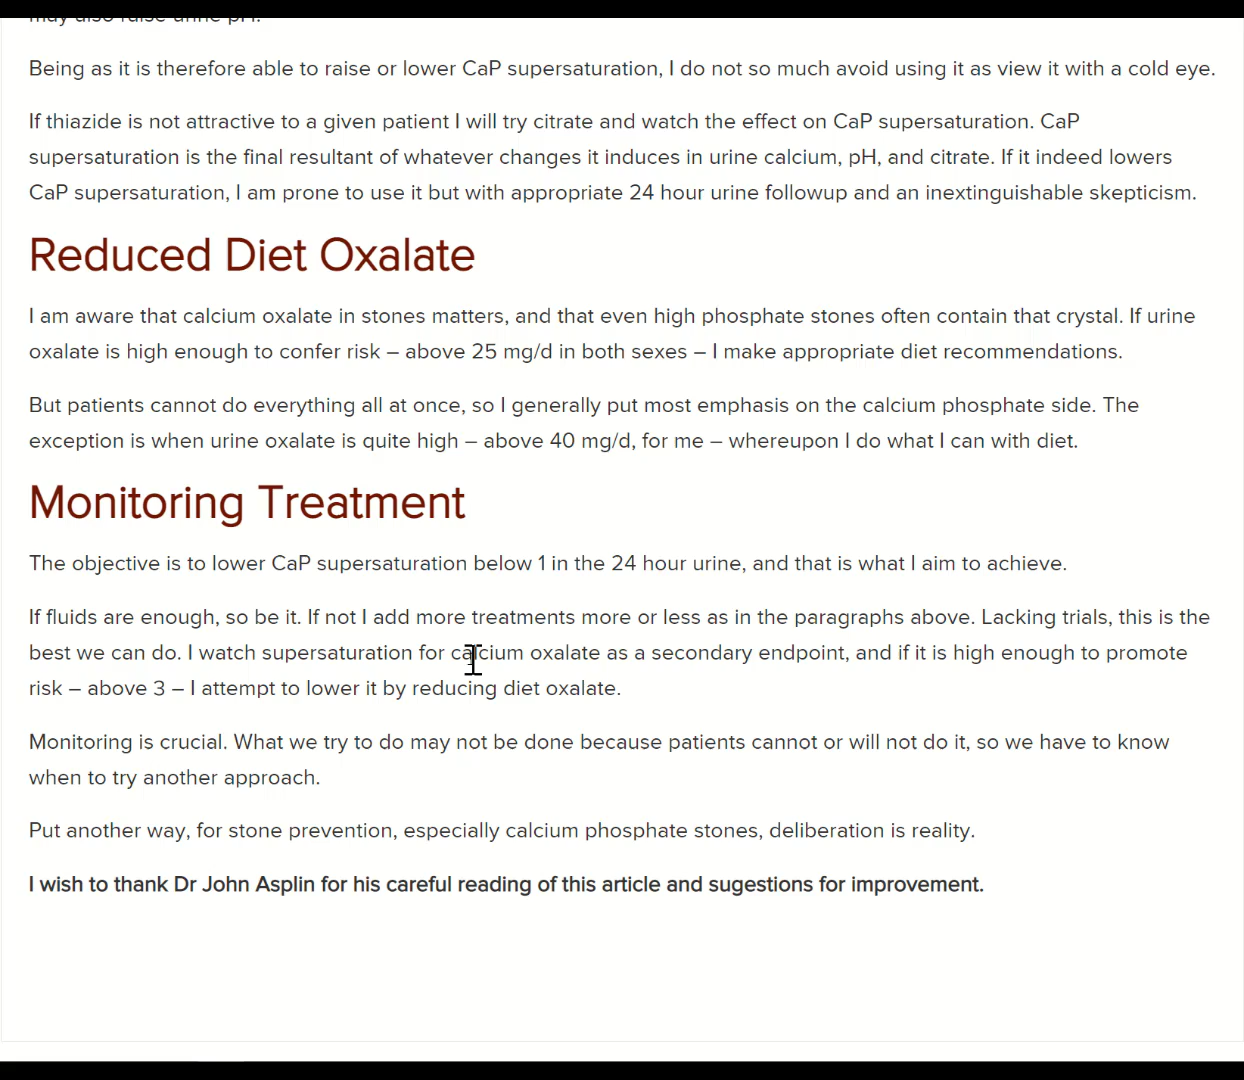 may also raise urine pH.
Being as it is therefore able to raise or lower CaP supersaturation, I do not so much avoid using it as view it with a cold eye.
If thiazide is not attractive to a given patient I will try citrate and watch the effect on CaP supersaturation. CaP
supersaturation is the final resultant of whatever changes it induces in urine calcium, pH, and citrate. If it indeed lowers
CaP supersaturation, I am prone to use it but with appropriate 24 hour urine followup and an inextinguishable skepticism.
Reduced Diet Oxalate
I am aware that calcium oxalate in stones matters, and that even high phosphate stones often contain that crystal. If urine
oxalate is high enough to confer risk – above 25 mg/d in both sexes – I make appropriate diet recommendations.
But patients cannot do everything all at once, so I generally put most emphasis on the calcium phosphate side. The
exception is when urine oxalate is quite high – above 40 mg/d, for me – whereupon I do what I can with diet.
Monitoring Treatment
The objective is to lower CaP supersaturation below 1 in the 24 hour urine, and that is what I aim to achieve.
If fluids are enough, so be it. If not I add more treatments more or less as in the paragraphs above. Lacking trials, this is the
best we can do. I watch supersaturation for calcium oxalate as a secondary endpoint, and if it is high enough to promote
risk – above 3 – I attempt to lower it by reducing diet oxalate.
Monitoring is crucial. What we try to do may not be done because patients cannot or will not do it, so we have to know
when to try another approach.
Put another way, for stone prevention, especially calcium phosphate stones, deliberation is reality.
I wish to thank Dr John Asplin for his careful reading of this article and sugestions for improvement.